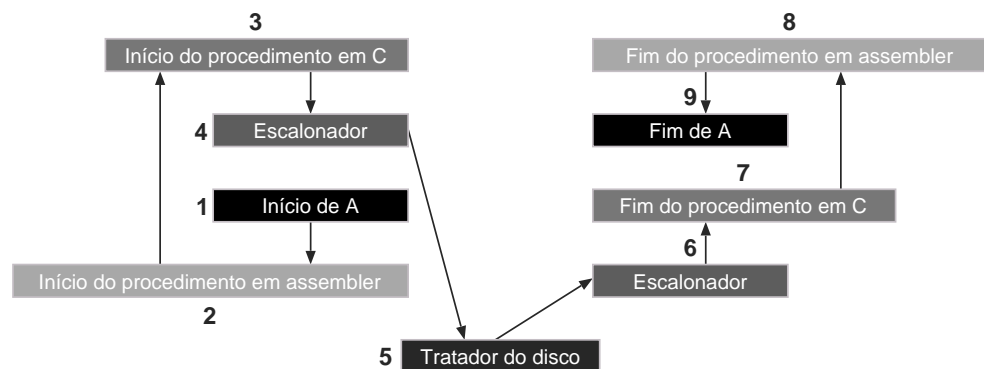 3
Início do procedimento em C
4
Escalonador
1
Início de A
Início do procedimento em assembler
2
5
Tratador do disco
8
Fim do procedimento em assembler
9
Fim de A
7
Fim do procedimento em C
6
Escalonador